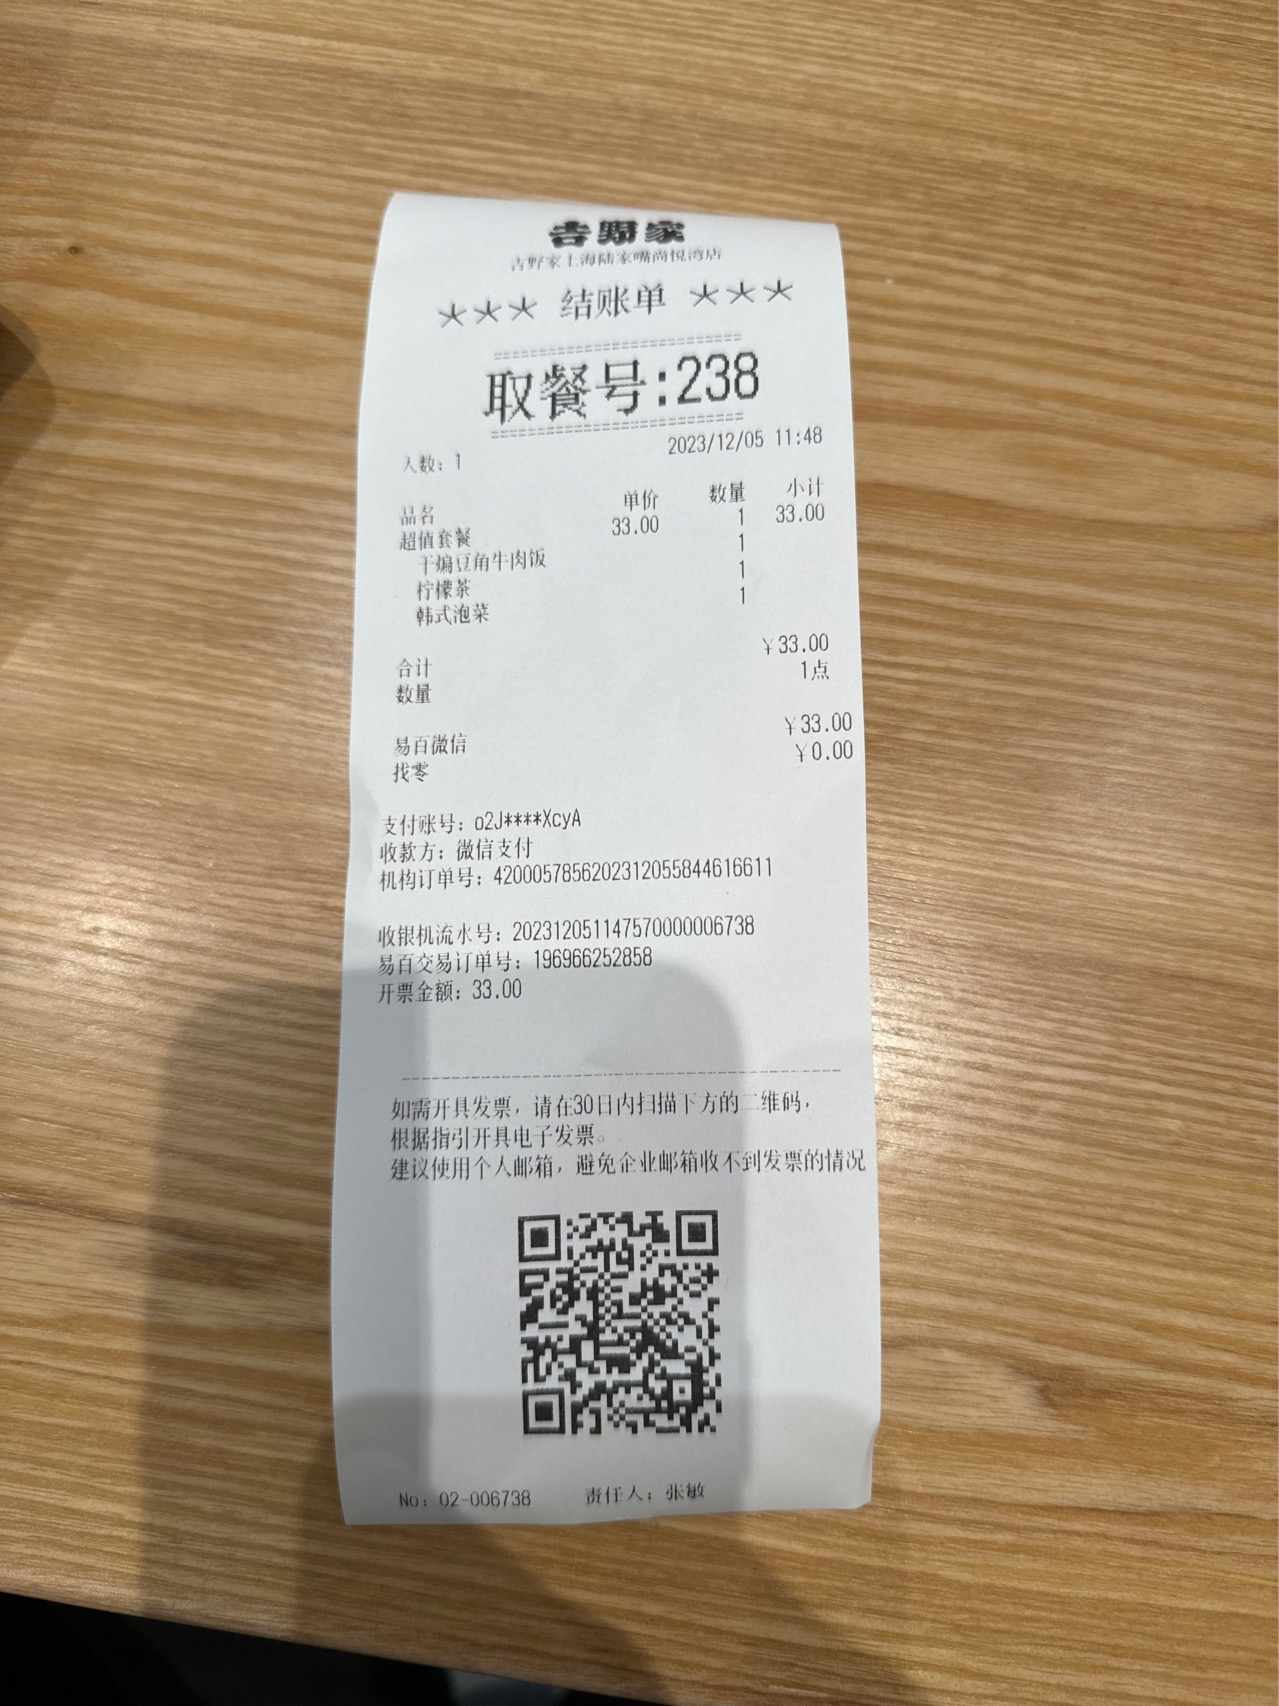 吉野家
吉野家上海陆家嘴尚悦湾店
*** 结账单 ***
==========================
取餐号:238
==========================
人数：1 2023/12/05 11:48
品名 单价 数量 小计
超值套餐 33.00 1 33.00
干煸豆角牛肉饭 1
柠檬茶 1
韩式泡菜 1
合计 ¥33.00
数量 1点
易百微信 ¥33.00
找零 ¥0.00
支付账号：o2J****XcyA
收款方：微信支付
机构订单号：4200057856202312055844616611
收银机流水号：202312051147570000006738
易百交易订单号：196966252858
开票金额：33.00
如需开具发票，请在30日内扫描下方的二维码，
根据指引开具电子发票。
建议使用个人邮箱，避免企业邮箱收不到发票的情况
No：02-006738 责任人：张敏